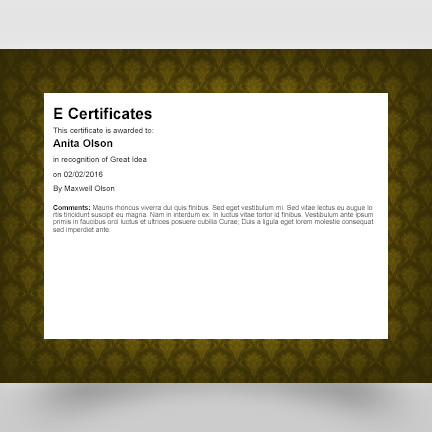 E Certificates
This certificate is awarded to:
Anita Olson
in recognition of Great Idea
on 02/02/2016
By Maxwell Olson
Comments: Mauris rhoncus viverra dui quis finibus. Sed eget vestibulum mi. Sed vitae lectus eu augue lo
rtis tincidunt suscipit eu magna. Nam in interdum ex. In luctus vitae tortor id finibus. Vestibulum ante ipsum
primis in faucibus orci luctus et ultrices posuere cubilia Curae; Duis a ligula eget lorem molestie consequat
sed imperdiet ante.